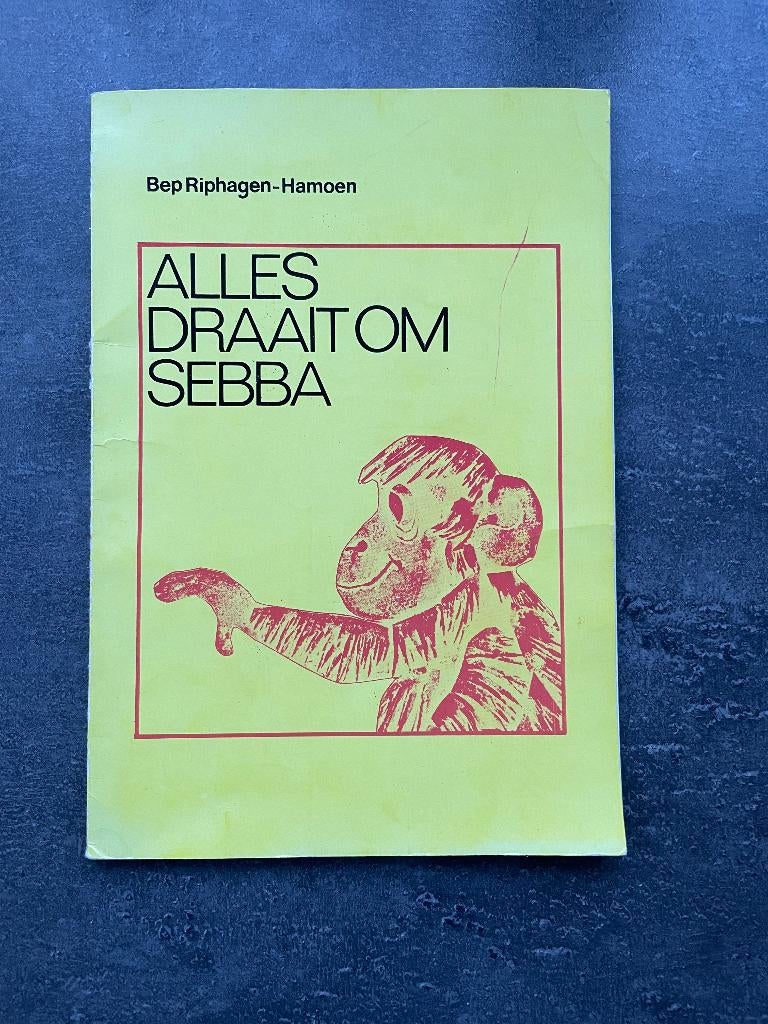 Bep Riphagen-Hamoen
ALLES
DRAAIT OM
SEBBA